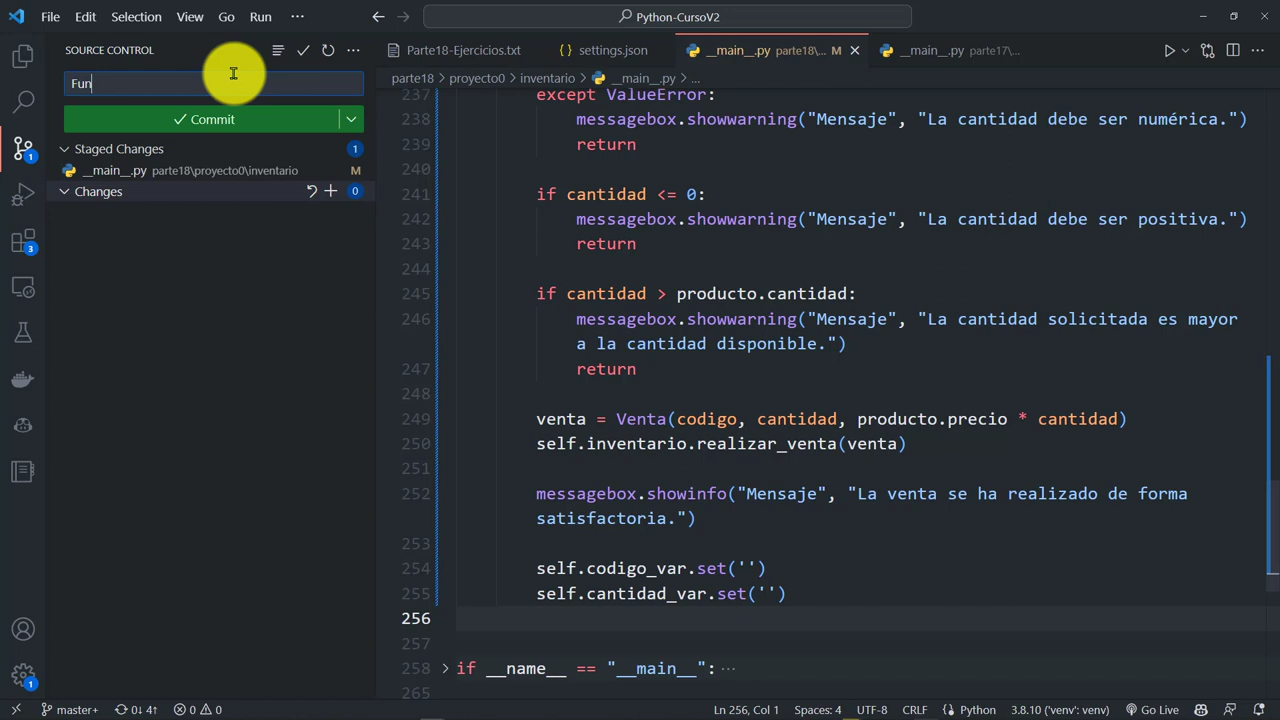 File Edit Selection View Go Run ··· Python-CursoV2
SOURCE CONTROL
Fun
Commit
Staged Changes 1
__main__.py parte18\proyecto0\inventario M
Changes 0
Parte18-Ejercicios.txt settings.json __main__.py parte18\... M __main__.py parte17\...
parte18 > proyecto0 > inventario > __main__.py > ...
237 except ValueError:
238 messagebox.showwarning("Mensaje", "La cantidad debe ser numérica.")
239 return
240
241 if cantidad <= 0:
242 messagebox.showwarning("Mensaje", "La cantidad debe ser positiva.")
243 return
244
245 if cantidad > producto.cantidad:
246 messagebox.showwarning("Mensaje", "La cantidad solicitada es mayor
a la cantidad disponible.")
247 return
248
249 venta = Venta(codigo, cantidad, producto.precio * cantidad)
250 self.inventario.realizar_venta(venta)
251
252 messagebox.showinfo("Mensaje", "La venta se ha realizado de forma
satisfactoria.")
253
254 self.codigo_var.set('')
255 self.cantidad_var.set('')
256
257
258 if __name__ == "__main__": ···
265
1
3
1
master+ 0↓ 4↑ 0 0 Ln 256, Col 1 Spaces: 4 UTF-8 CRLF Python 3.8.10 ('venv': venv) Go Live